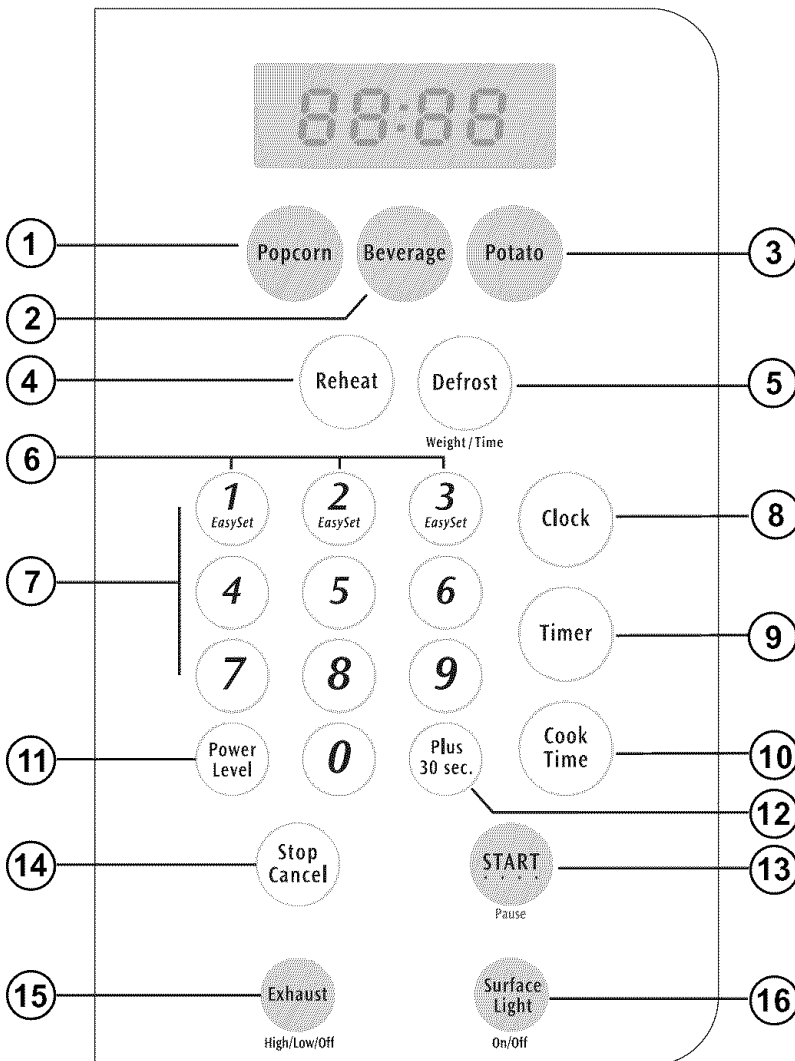 88:88
1
Popcorn
Beverage
Potato
3
2
4
Reheat
Defrost
5
Weight / Time
6
1
EasySet
2
EasySet
3
EasySet
Clock
8
7
4
5
6
Timer
9
7
8
9
11
Power
Level
0
Plus
30 sec.
Cook
Time
10
12
14
Stop
Cancel
START
13
Pause
15
Exhaust
Surface
Light
16
High/Low/Off
On/Off